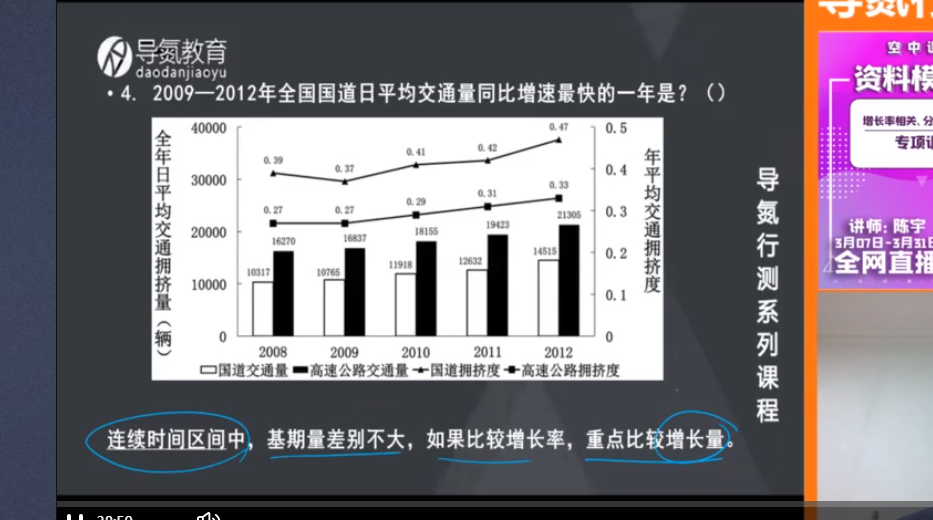 导氮教育
daodanjiaoyu
• 4. 2009—2012年全国国道日平均交通量同比增速最快的一年是？（）
全年日平均交通拥挤量（辆）
年平均交通拥挤度
40000
30000
20000
10000
0
0.5
0.4
0.3
0.2
0.1
0
0.39 0.37 0.41 0.42 0.47
0.27 0.27 0.29 0.31 0.33
10317 16270 10765 16837 11918 18155 12632 19423 14515 21305
2008 2009 2010 2011 2012
国道交通量 高速公路交通量 国道拥挤度 高速公路拥挤度
连续时间区间中，基期量差别不大，如果比较增长率，重点比较增长量。
导氮行测系列课程
导氮行
空中
资料模
增长率相关、分
专项
讲师: 陈宇
3月07日-3月31日
全网直播
28:50